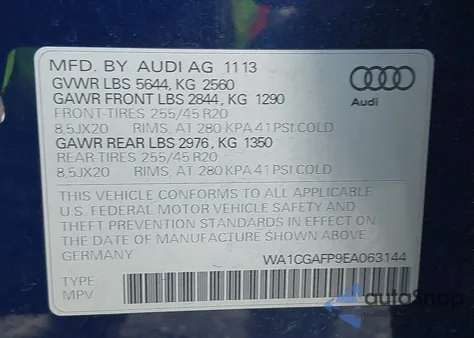 MFD. BY AUDI AG 11 13
GVWR LBS 5644, KG 2560
GAWR FRONT LBS 2844, KG 1290
FRONT-TIRES 255/45 R20
8,5JX20 RIMS, AT 280 KPA 41 PSI COLD
GAWR REAR LBS 2976, KG 1350
REAR-TIRES 255/45 R20
8,5JX20 RIMS, AT 280 KPA 41 PSI COLD
Audi
THIS VEHICLE CONFORMS TO ALL APPLICABLE
U.S. FEDERAL MOTOR VEHICLE SAFETY AND
THEFT PREVENTION STANDARDS IN EFFECT ON
THE DATE OF MANUFACTURE SHOWN ABOVE
GERMANY WA1CGAFP9EA063144
TYPE:
MPV
autoSnap